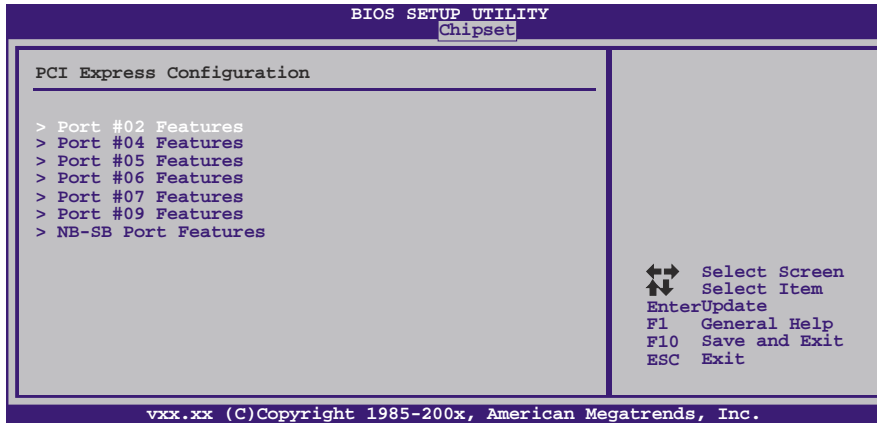 BIOS SETUP UTILITY
Chipset
PCI Express Configuration
> Port #02 Features
> Port #04 Features
> Port #05 Features
> Port #06 Features
> Port #07 Features
> Port #09 Features
> NB-SB Port Features
Select Screen
Select Item
EnterUpdate
F1 General Help
F10 Save and Exit
ESC Exit
vxx.xx (C)Copyright 1985-200x, American Megatrends, Inc.